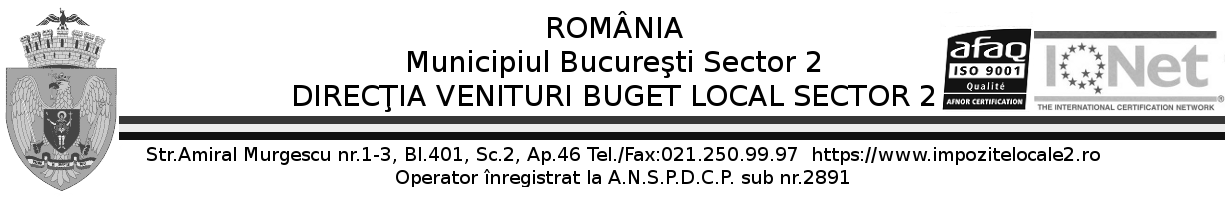 ROMÂNIA
Municipiul Bucureşti Sector 2
DIRECŢIA VENITURI BUGET LOCAL SECTOR 2
afaq
ISO 9001
Qualité
AFNOR CERTIFICATION
IQNet
THE INTERNATIONAL CERTIFICATION NETWORK
®
Str.Amiral Murgescu nr.1-3, Bl.401, Sc.2, Ap.46 Tel./Fax:021.250.99.97 https://www.impozitelocale2.ro
Operator înregistrat la A.N.S.P.D.C.P. sub nr.2891